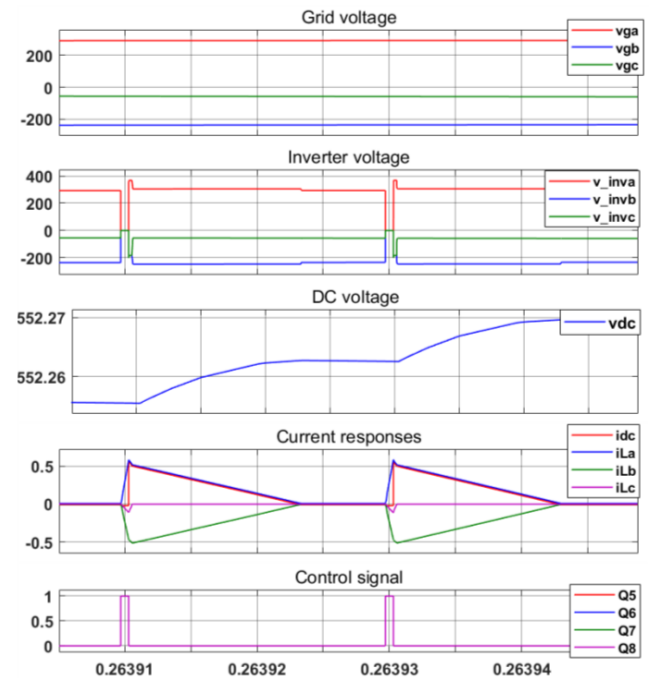 Grid voltage
200
0
-200
vga
vgb
vgc
Inverter voltage
400
200
0
-200
v_inva
v_invb
v_invc
DC voltage
552.27
552.26
vdc
Current responses
0.5
0
-0.5
idc
iLa
iLb
iLc
Control signal
1
0.5
0
Q5
Q6
Q7
Q8
0.26391 0.26392 0.26393 0.26394